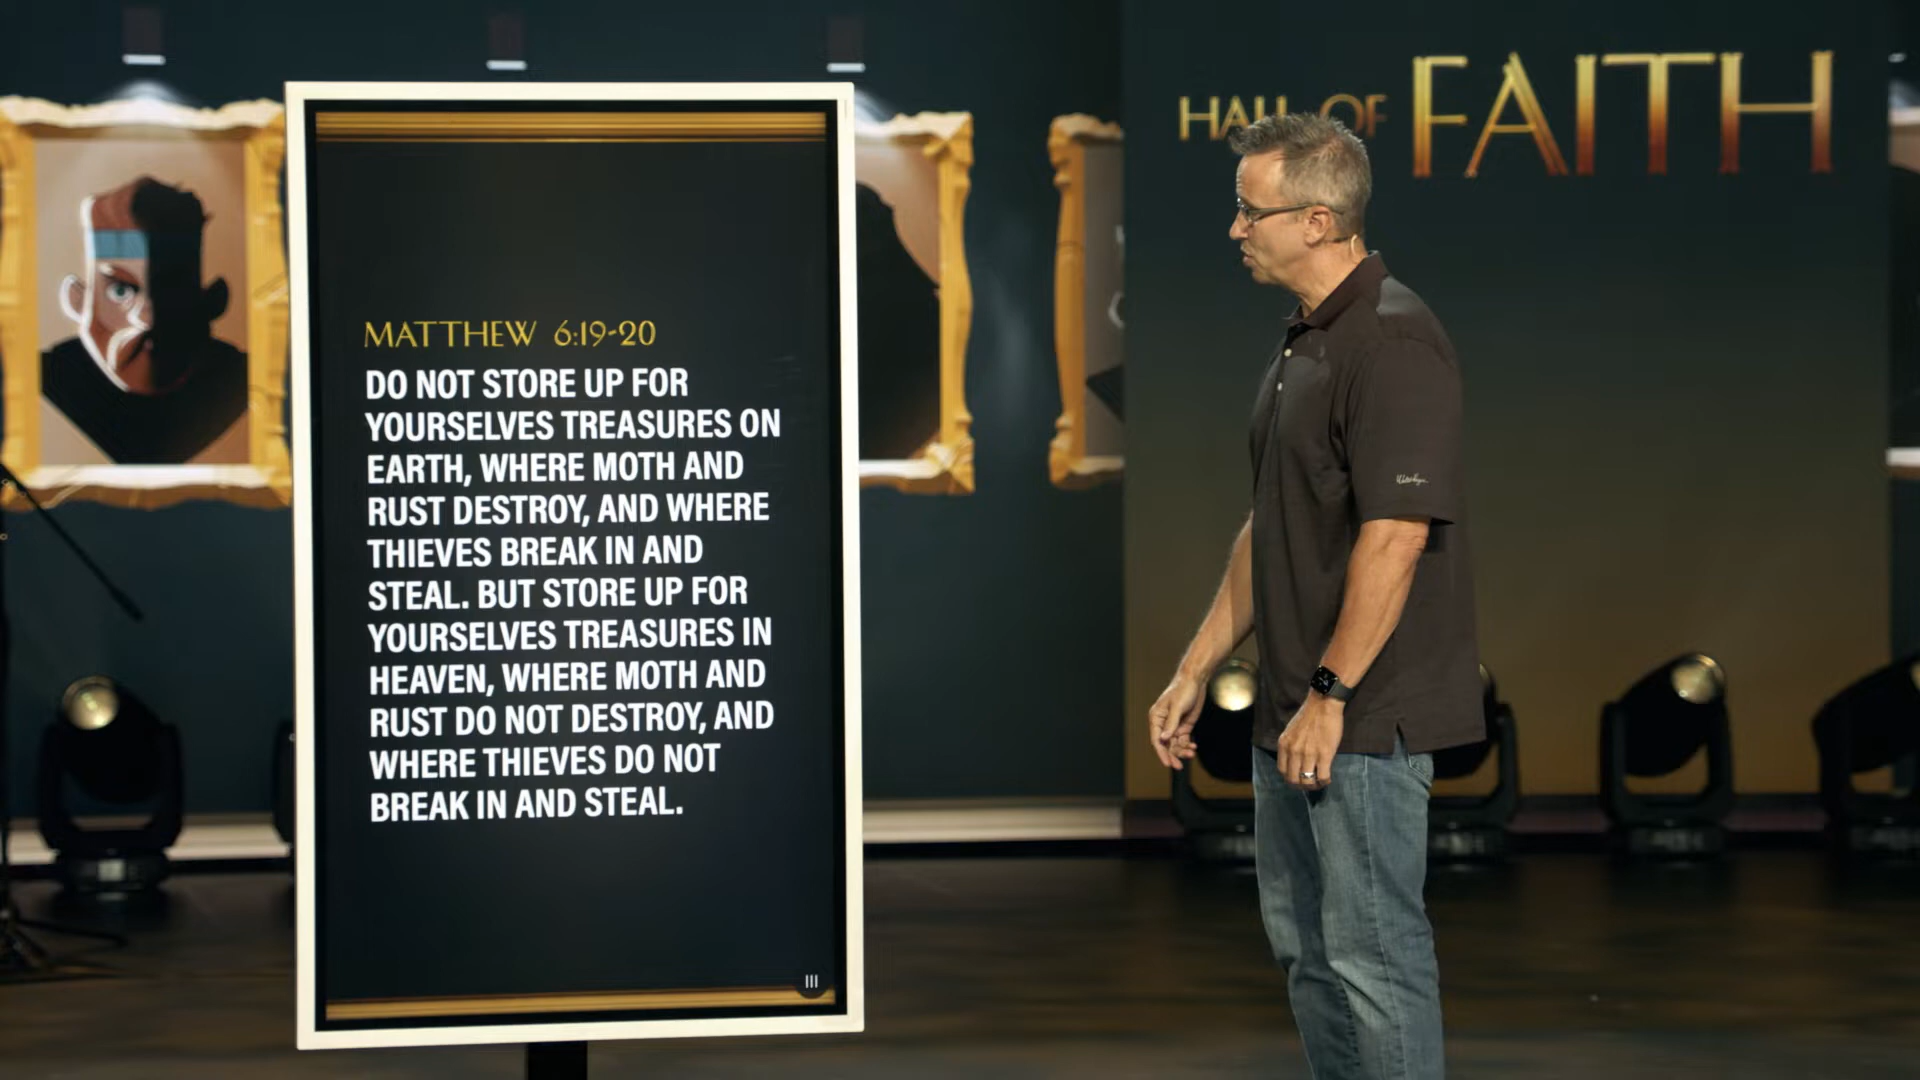 HALL OF FAITH
MATTHEW 6:19-20
DO NOT STORE UP FOR
YOURSELVES TREASURES ON
EARTH, WHERE MOTH AND
RUST DESTROY, AND WHERE
THIEVES BREAK IN AND
STEAL. BUT STORE UP FOR
YOURSELVES TREASURES IN
HEAVEN, WHERE MOTH AND
RUST DO NOT DESTROY, AND
WHERE THIEVES DO NOT
BREAK IN AND STEAL.